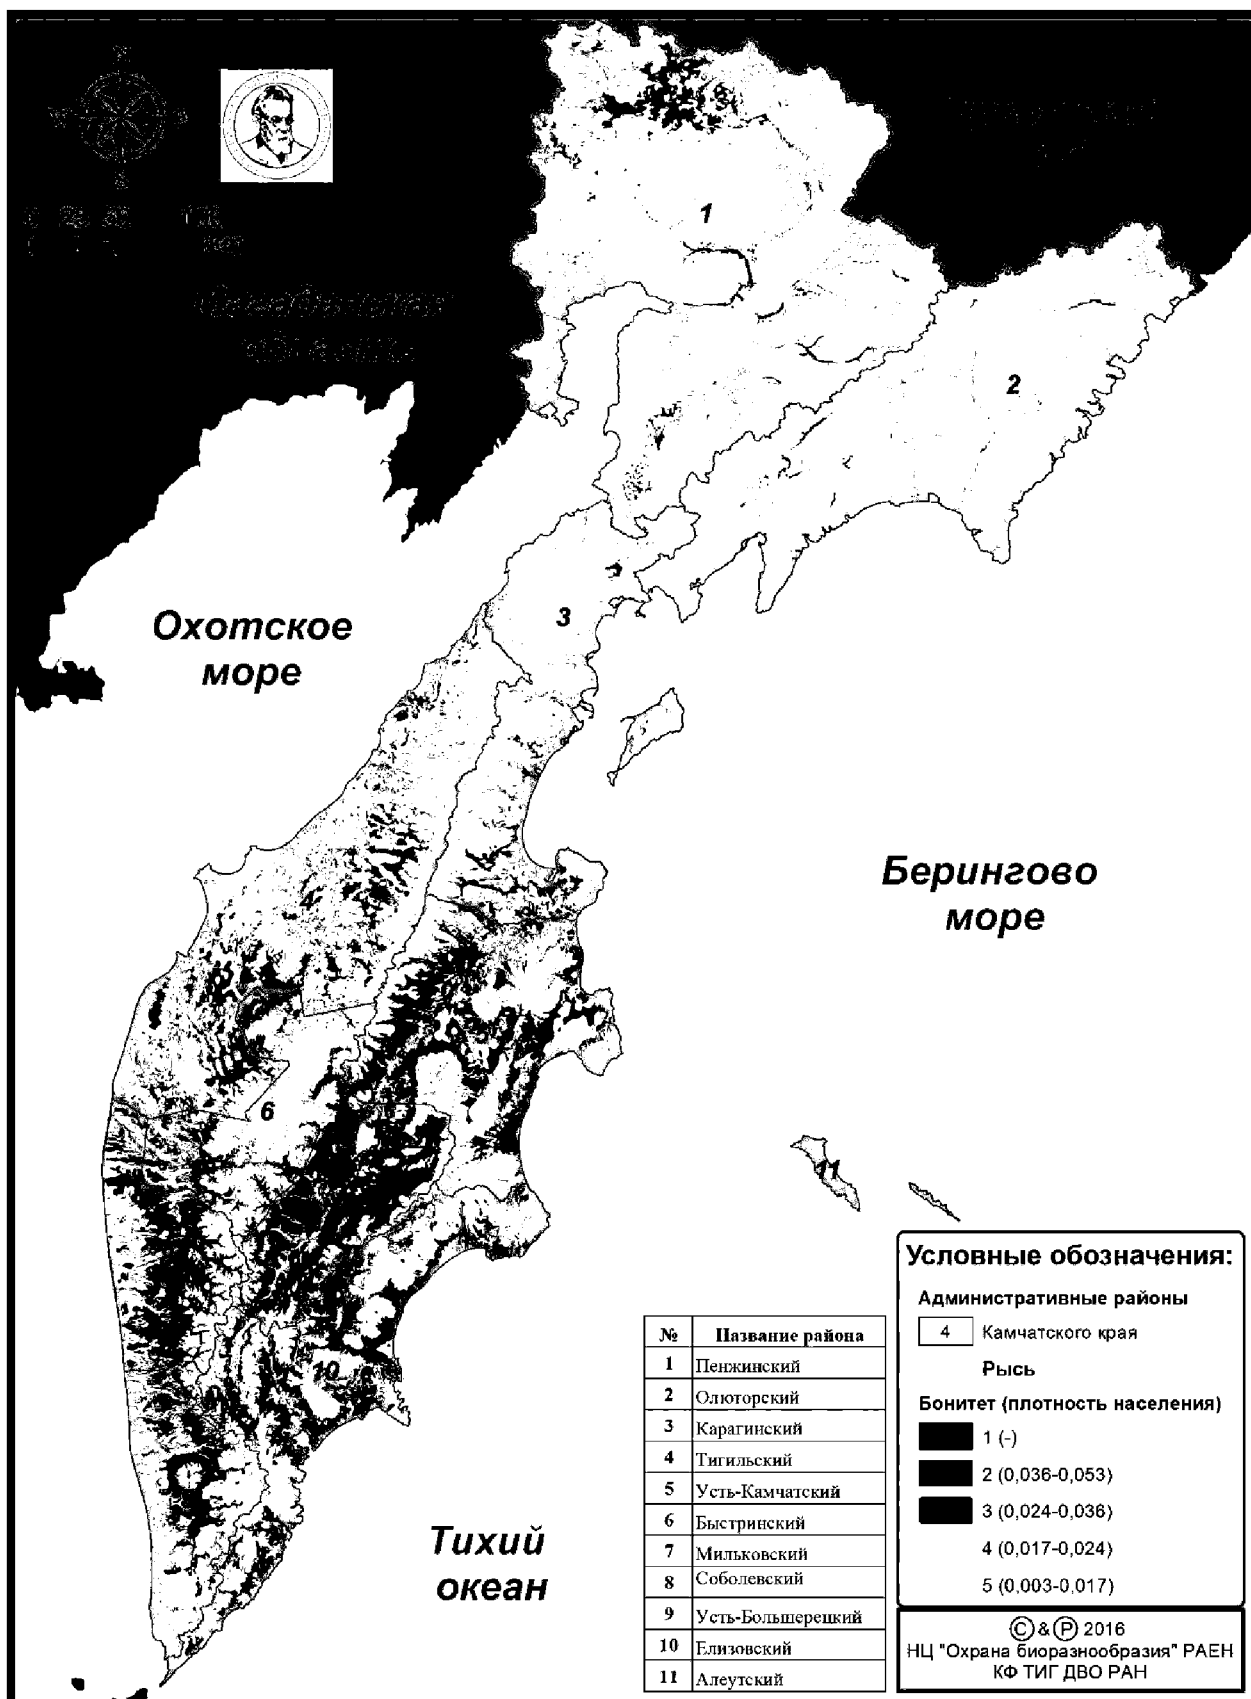 1
2
3
Охотское
море
4
Берингово
море
6
11
10
Тихий
океан
№ Название района
1 Пенжинский
2 Олюторский
3 Карагинский
4 Тигильский
5 Усть-Камчатский
6 Быстринский
7 Мильковский
8 Соболевский
9 Усть-Большерецкий
10 Елизовский
11 Алеутский
Условные обозначения:
Административные районы
4 Камчатского края
Рысь
Бонитет (плотность населения)
1 (-)
2 (0,036-0,053)
3 (0,024-0,036)
4 (0,017-0,024)
5 (0,003-0,017)
Ⓒ&Ⓟ 2016
НЦ "Охрана биоразнообразия" РАЕН
КФ ТИГ ДВО РАН